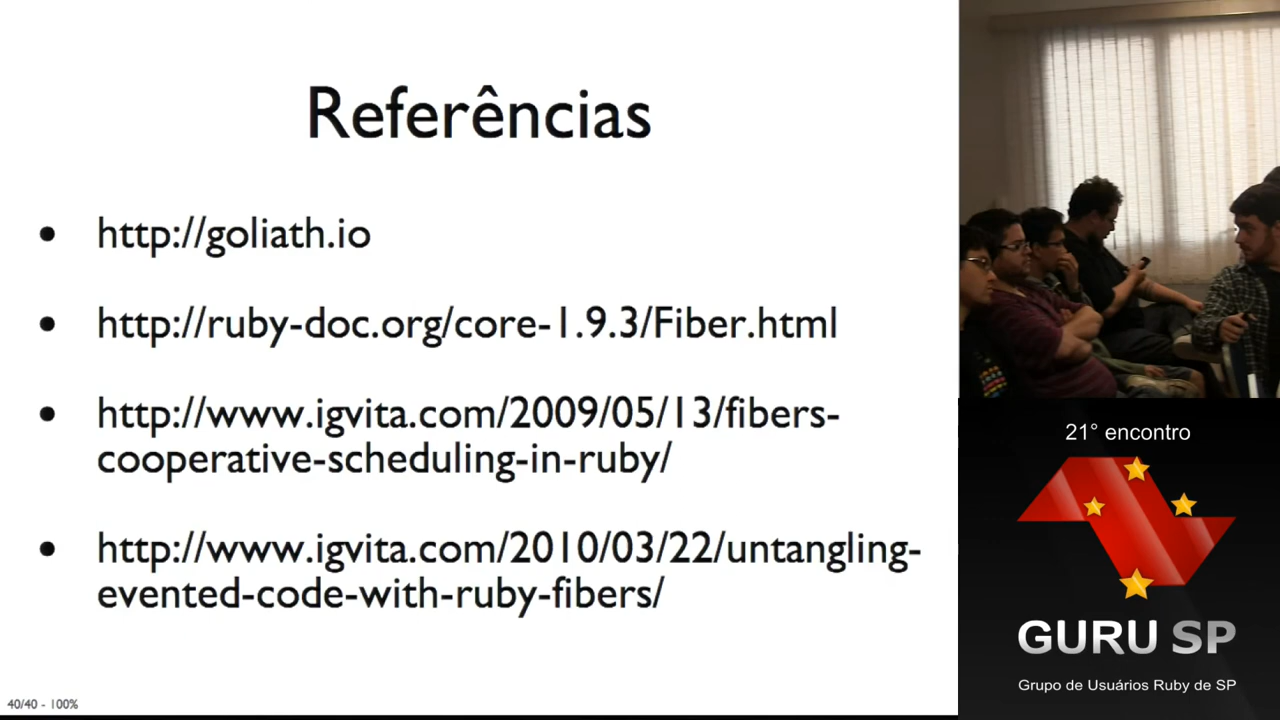 Referências
• http://goliath.io
• http://ruby-doc.org/core-1.9.3/Fiber.html
• http://www.igvita.com/2009/05/13/fibers-
cooperative-scheduling-in-ruby/
• http://www.igvita.com/2010/03/22/untangling-
evented-code-with-ruby-fibers/
40/40 - 100%
21° encontro
GURU SP
Grupo de Usuários Ruby de SP